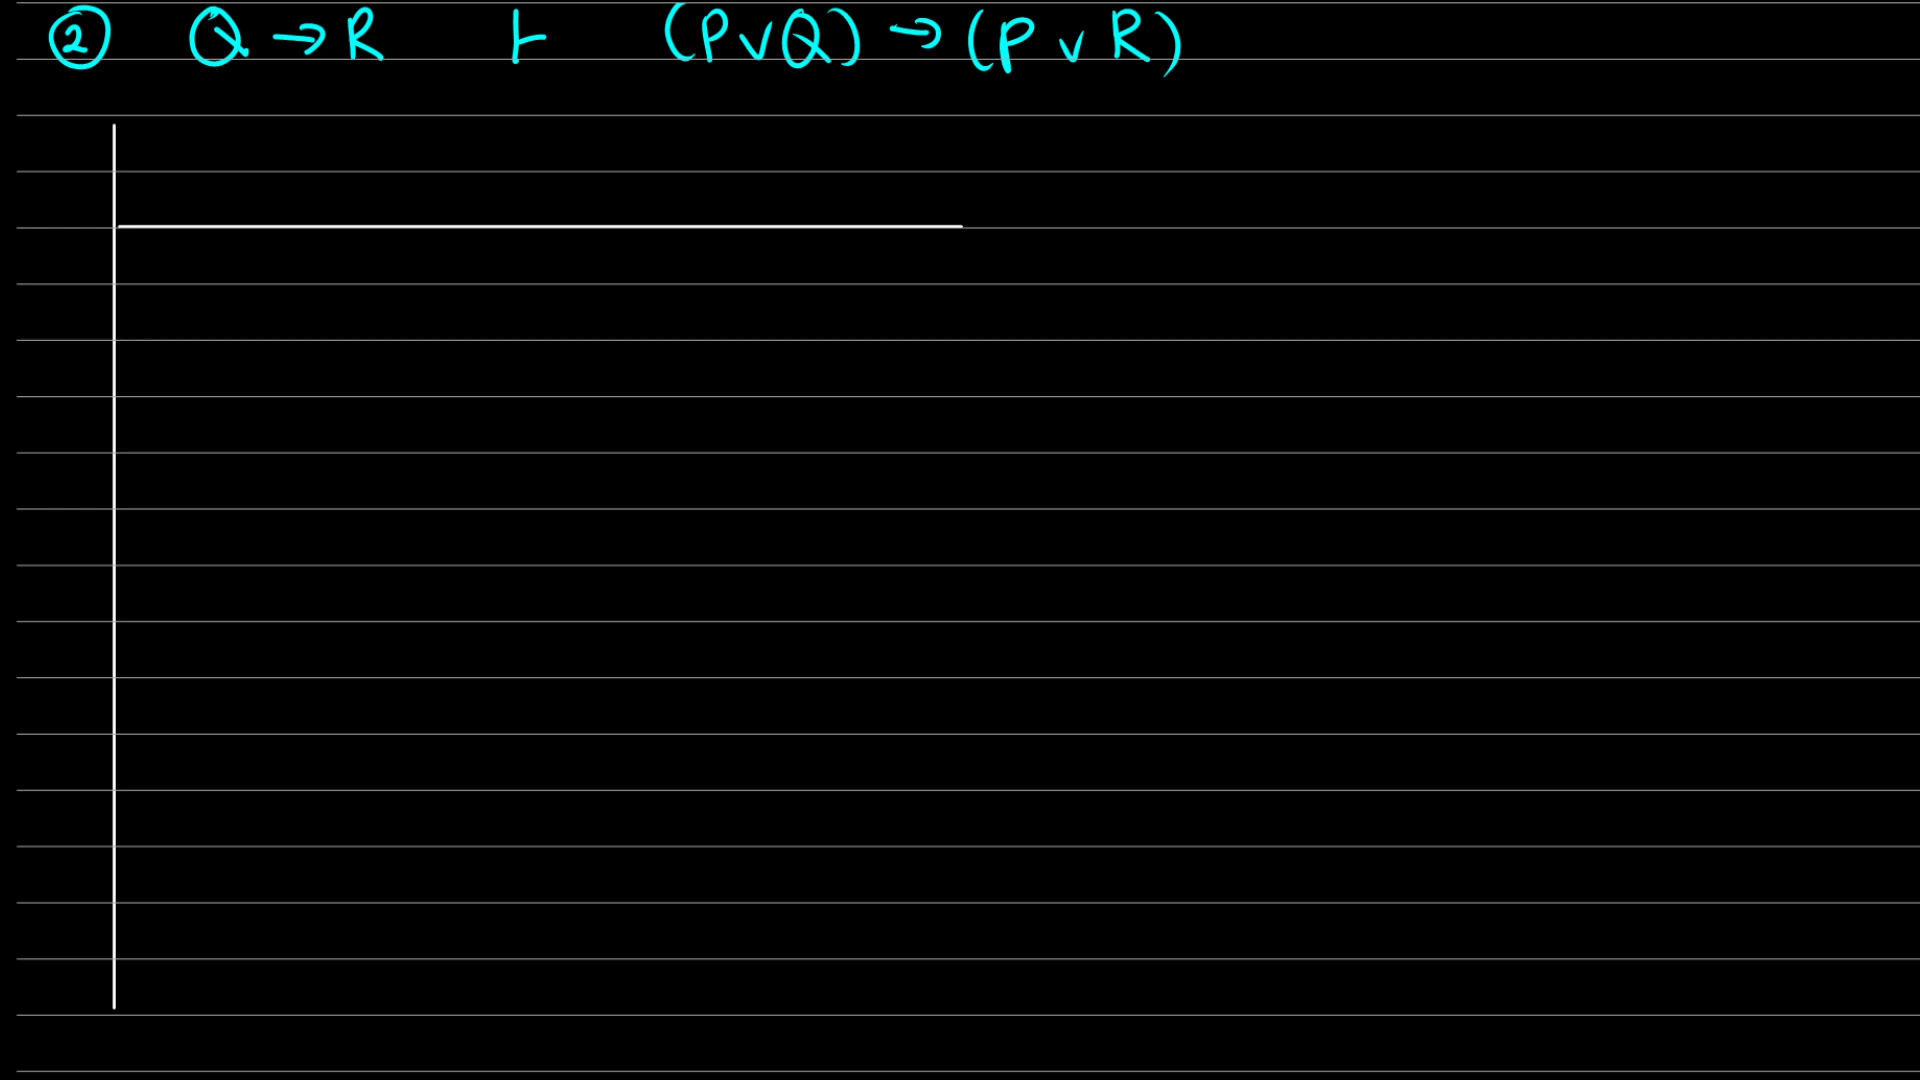 ② Q → R ⊢ (P ∨ Q) → (P ∨ R)